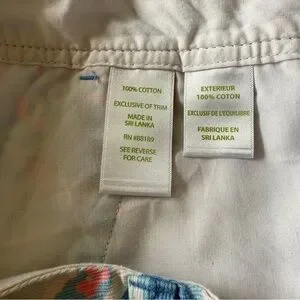 100% COTTON
EXCLUSIVE OF TRIM
MADE IN
SRI LANKA
RN #88189
SEE REVERSE
FOR CARE
EXTERIEUR
100% COTON
EXCLUSIF DE L'EQUILIBRE
FABRIQUE EN
SRI LANKA